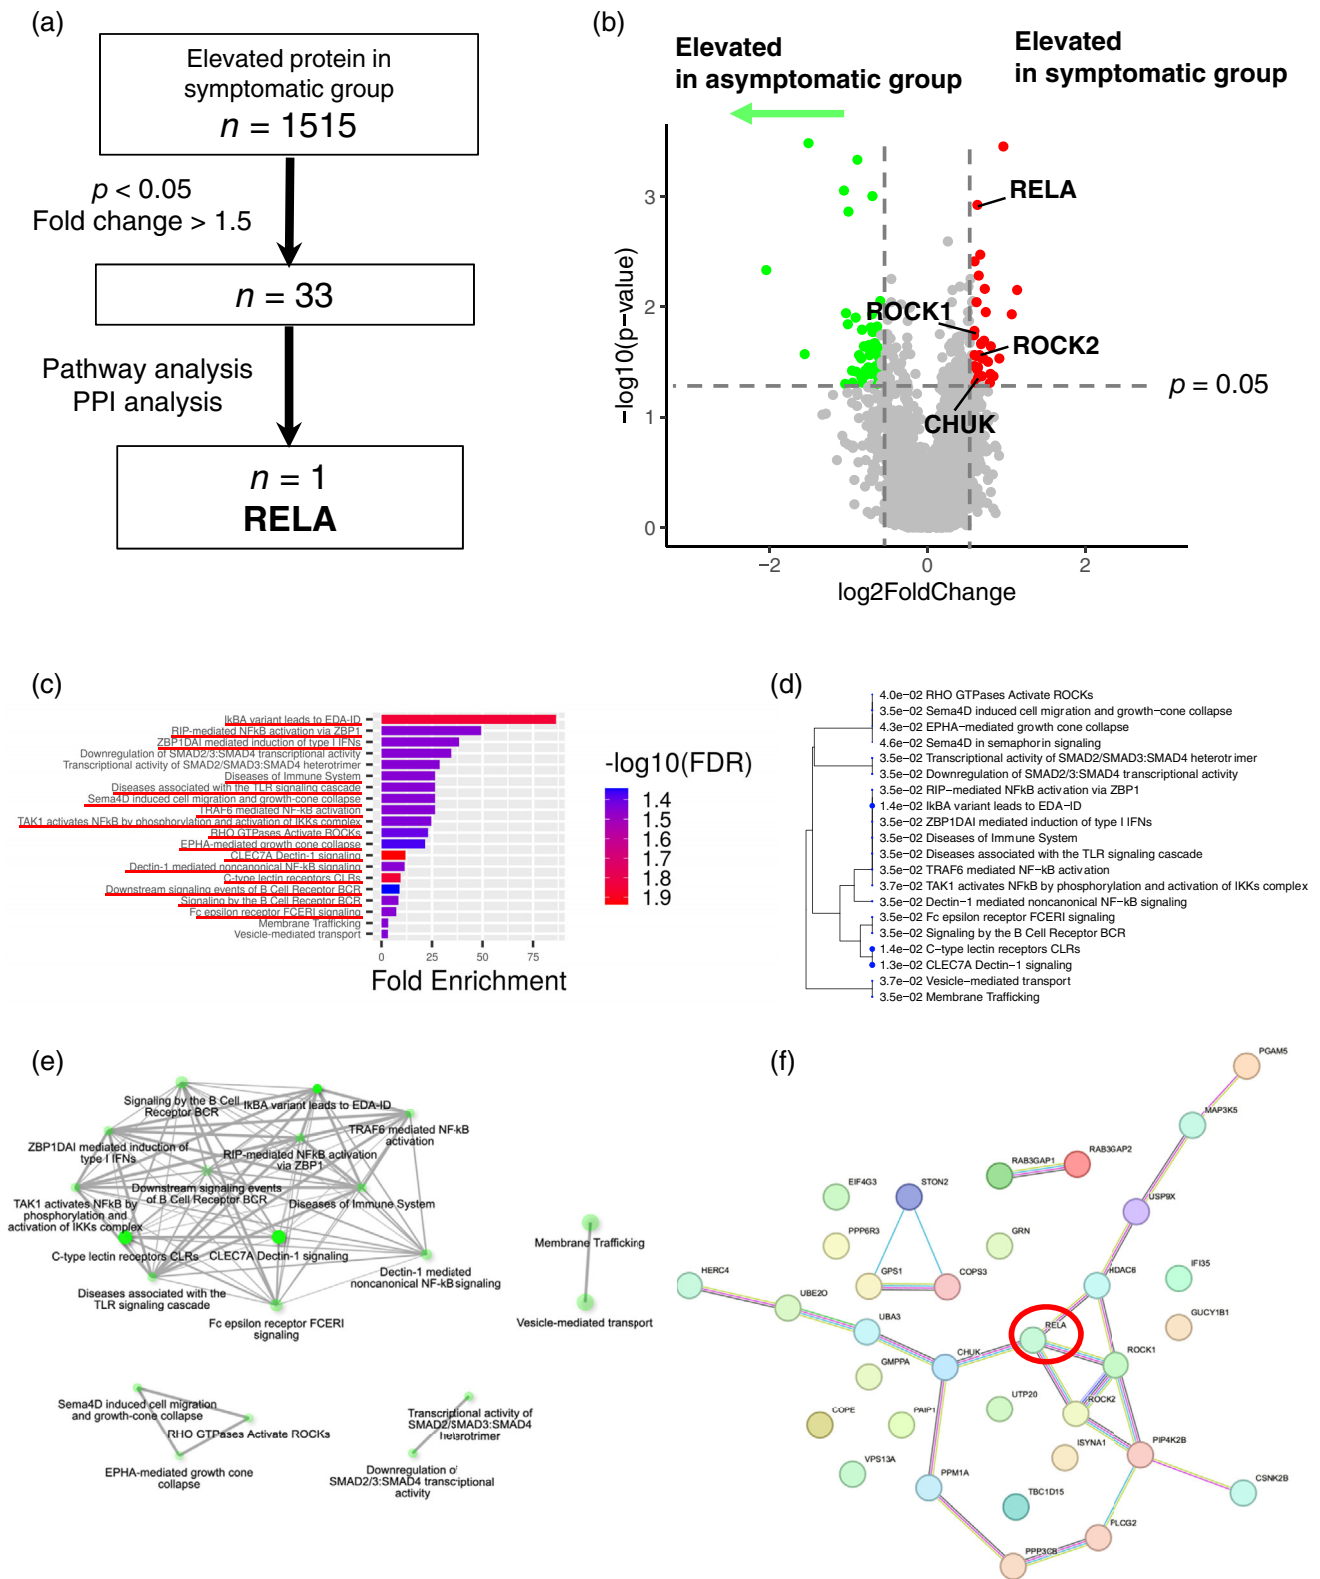 (a)
Elevated protein in
symptomatic group
n = 1515
p < 0.05
Fold change > 1.5
n = 33
Pathway analysis
PPI analysis
n = 1
RELA
(b)
Elevated
in asymptomatic group
Elevated
in symptomatic group
RELA
ROCK1
ROCK2
CHUK
p = 0.05
3
2
1
0
-log10(p−value)
−2
0
2
log2FoldChange
(c)
IkBA variant leads to EDA-ID
RIP-mediated NFkB activation via ZBP1
ZBP1DAI mediated induction of type I IFNs
Downregulation of SMAD2/3:SMAD4 transcriptional activity
Transcriptional activity of SMAD2/SMAD3:SMAD4 heterotrimer
Diseases of Immune System
Diseases associated with the TLR signaling cascade
Sema4D induced cell migration and growth-cone collapse
TRAF6 mediated NF-kB activation
TAK1 activates NFkB by phosphorylation and activation of IKKs complex
RHO GTPases Activate ROCKs
EPHA-mediated growth cone collapse
CLEC7A Dectin-1 signaling
Dectin-1 mediated noncanonical NF-kB signaling
C-type lectin receptors CLRs
Downstream signaling events of B Cell Receptor BCR
Signaling by the B Cell Receptor BCR
Fc epsilon receptor FCERI signaling
Membrane Trafficking
Vesicle-mediated transport
0
25
50
75
Fold Enrichment
-log10(FDR)
1.4
1.5
1.6
1.7
1.8
1.9
(d)
4.0e−02 RHO GTPases Activate ROCKs
3.5e−02 Sema4D induced cell migration and growth−cone collapse
4.3e−02 EPHA−mediated growth cone collapse
4.6e−02 Sema4D in semaphorin signaling
3.5e−02 Transcriptional activity of SMAD2/SMAD3:SMAD4 heterotrimer
3.5e−02 Downregulation of SMAD2/3:SMAD4 transcriptional activity
3.5e−02 RIP−mediated NFkB activation via ZBP1
1.4e−02 IkBA variant leads to EDA−ID
3.5e−02 ZBP1DAI mediated induction of type I IFNs
3.5e−02 Diseases of Immune System
3.5e−02 Diseases associated with the TLR signaling cascade
3.5e−02 TRAF6 mediated NF−kB activation
3.7e−02 TAK1 activates NFkB by phosphorylation and activation of IKKs complex
3.5e−02 Dectin−1 mediated noncanonical NF−kB signaling
3.5e−02 Fc epsilon receptor FCERI signaling
3.5e−02 Signaling by the B Cell Receptor BCR
1.4e−02 C−type lectin receptors CLRs
1.3e−02 CLEC7A Dectin−1 signaling
3.7e−02 Vesicle−mediated transport
3.5e−02 Membrane Trafficking
(e)
Signaling by the B Cell
Receptor BCR
IkBA variant leads to EDA-ID
TRAF6 mediated NF-kB
activation
ZBP1DAI mediated induction of
type I IFNs
RIP-mediated NFkB activation
via ZBP1
Downstream signaling events
of B Cell Receptor BCR
Diseases of Immune System
TAK1 activates NFkB by
phosphorylation and
activation of IKKs complex
C-type lectin receptors CLRs
CLEC7A Dectin-1 signaling
Dectin-1 mediated
noncanonical NF-kB signaling
Diseases associated with the
TLR signaling cascade
Fc epsilon receptor FCERI
signaling
Membrane Trafficking
Vesicle-mediated transport
Sema4D induced cell migration
and growth-cone collapse
RHO GTPases Activate ROCKs
EPHA-mediated growth cone
collapse
Transcriptional activity of
SMAD2/SMAD3:SMAD4
heterotrimer
Downregulation of
SMAD2/3:SMAD4 transcriptional
activity
(f)
PGAM5
MAP3K5
RAB3GAP1
RAB3GAP2
EIF4G3
STON2
USP9X
PPP6R3
GRN
GPS1
COPS3
HERC4
HDAC6
IFI35
UBE2O
UBA3
RELA
GUCY1B1
CHUK
ROCK1
GMPPA
ROCK2
UTP20
COPE
PAIP1
ISYNA1
PIP4K2B
VPS13A
PPM1A
TBC1D15
CSNK2B
PLCG2
PPP3CB